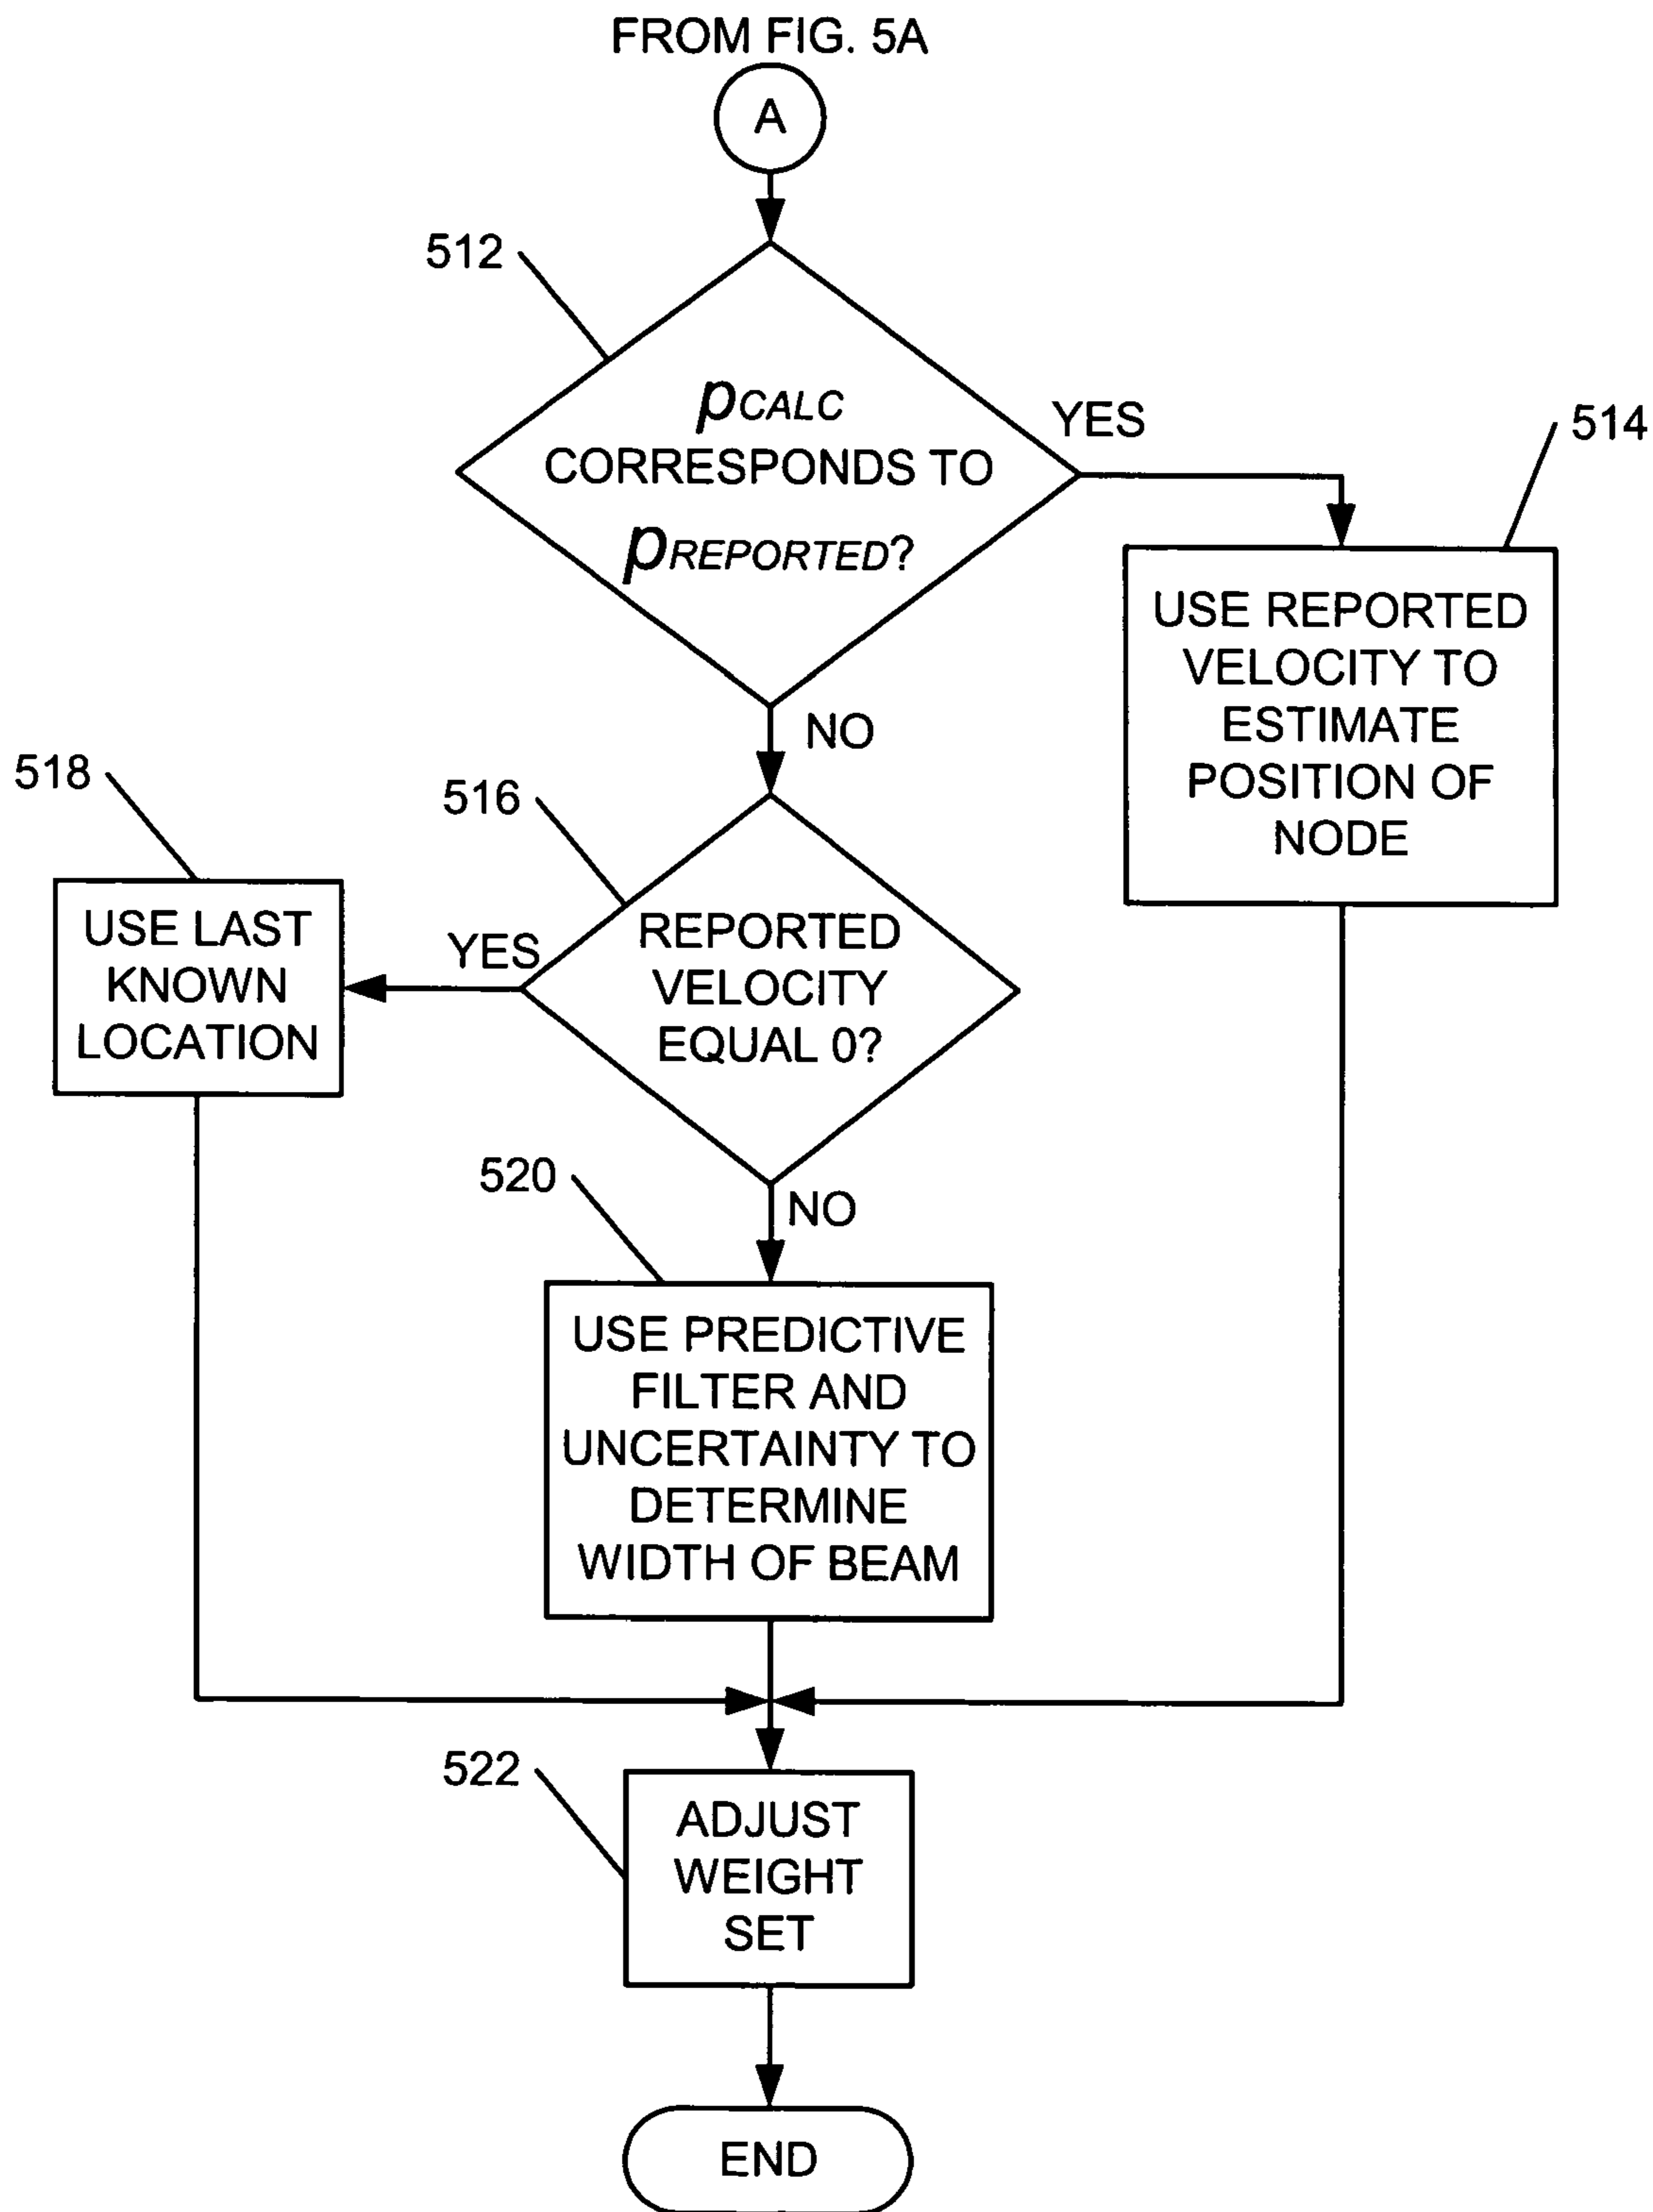 FROM FIG. 5A
A
512
pCALC
CORRESPONDS TO
pREPORTED?
YES
514
USE REPORTED
VELOCITY TO
ESTIMATE
POSITION OF
NODE
NO
518
516
USE LAST
KNOWN
LOCATION
YES
REPORTED
VELOCITY
EQUAL 0?
520
NO
USE PREDICTIVE
FILTER AND
UNCERTAINTY TO
DETERMINE
WIDTH OF BEAM
522
ADJUST
WEIGHT
SET
END